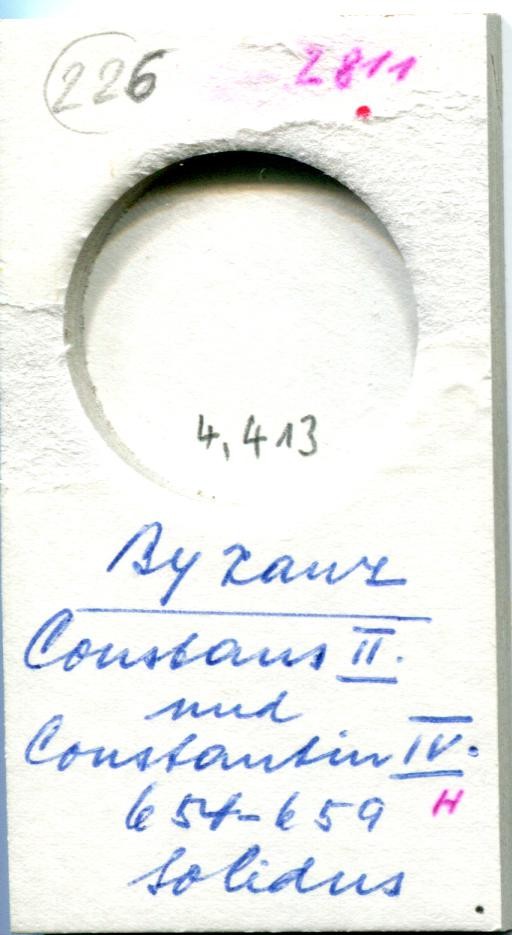 226 2811
4,413
Byzanz
Constans II.
und
Constantin IV.
654-659 H
Solidus